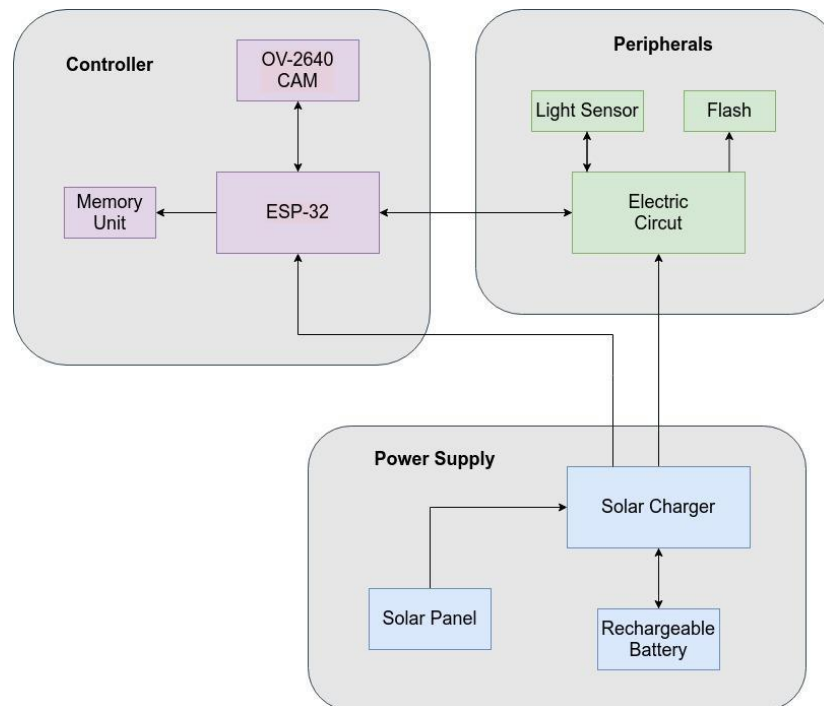 Controller
OV-2640
CAM
Memory
Unit
ESP-32
Peripherals
Light Sensor
Flash
Electric
Circut
Power Supply
Solar Charger
Solar Panel
Rechargeable
Battery